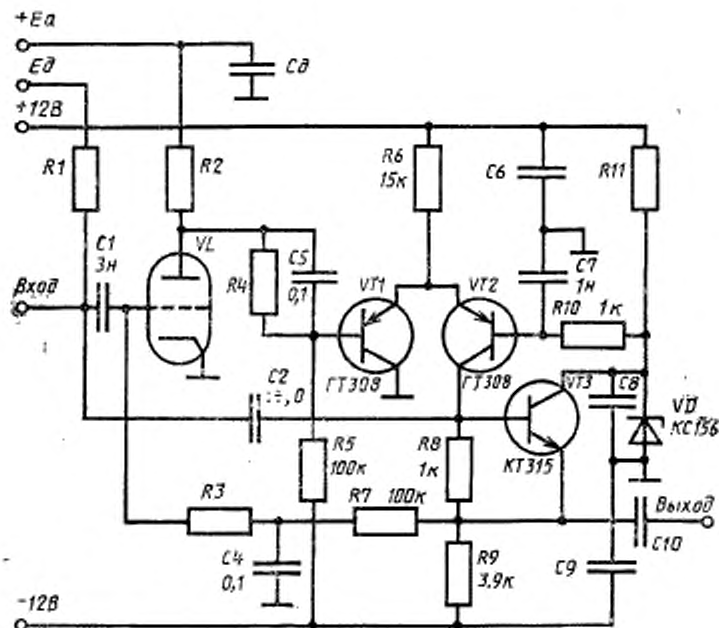 +Eа
Eд
+12В
Cд
R1
R2
R6
15к
C6
R11
C1
3н
VL
C5
0,1
R4
VT1
VT2
C7
1н
R10 1к
Вход
ГТ308
ГТ308
VT3
C8
VD
КС156
C2
R5
100к
R8
1к
КТ315
R3
R7 100к
Выход
C10
C4
0,1
R9
3,9к
C9
-12В